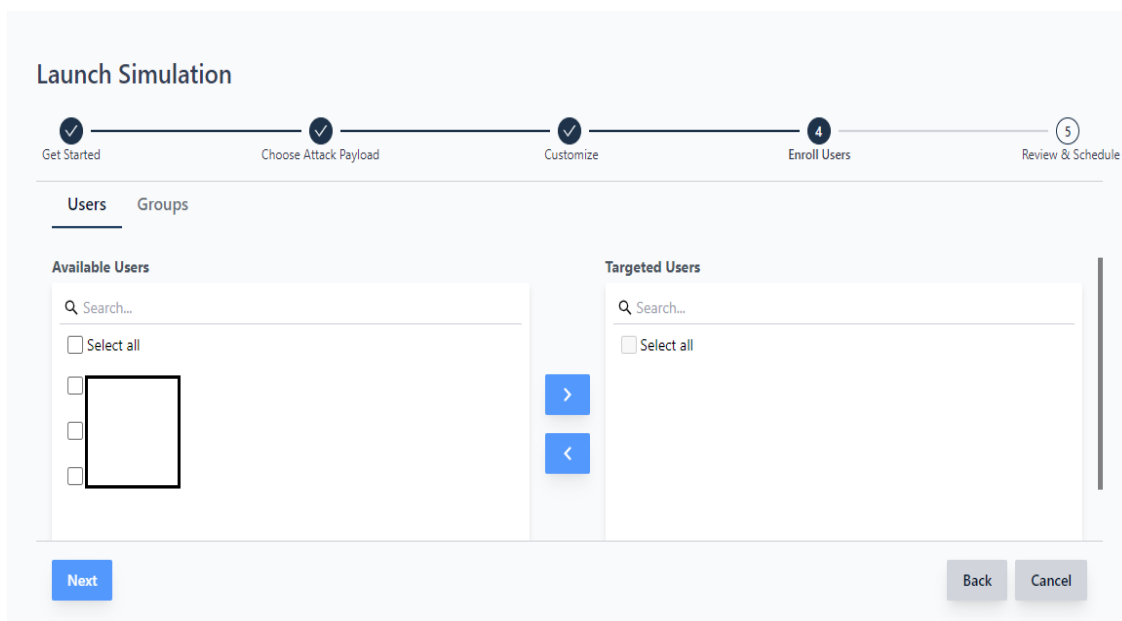 Launch Simulation
4 5
Get Started Choose Attack Payload Customize Enroll Users Review & Schedule
Users Groups
Available Users Targeted Users
Search... Search...
Select all Select all
Next Back Cancel